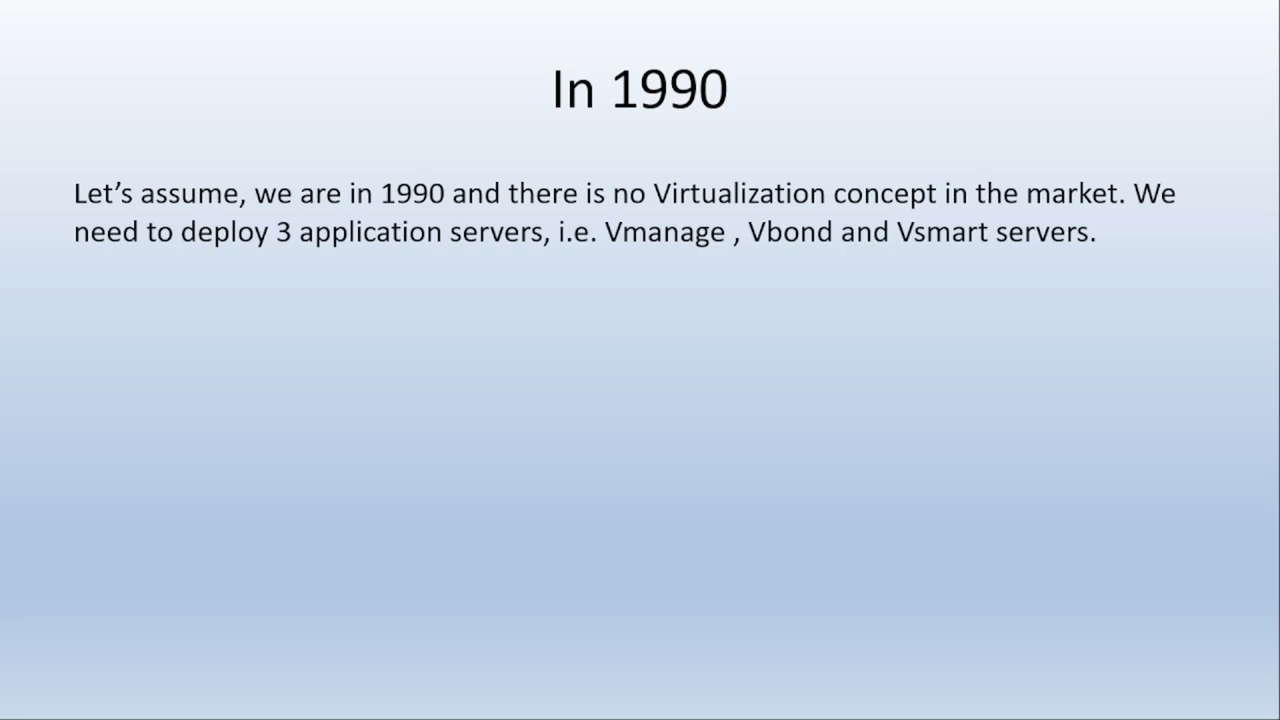 In 1990
Let’s assume, we are in 1990 and there is no Virtualization concept in the market. We
need to deploy 3 application servers, i.e. Vmanage , Vbond and Vsmart servers.